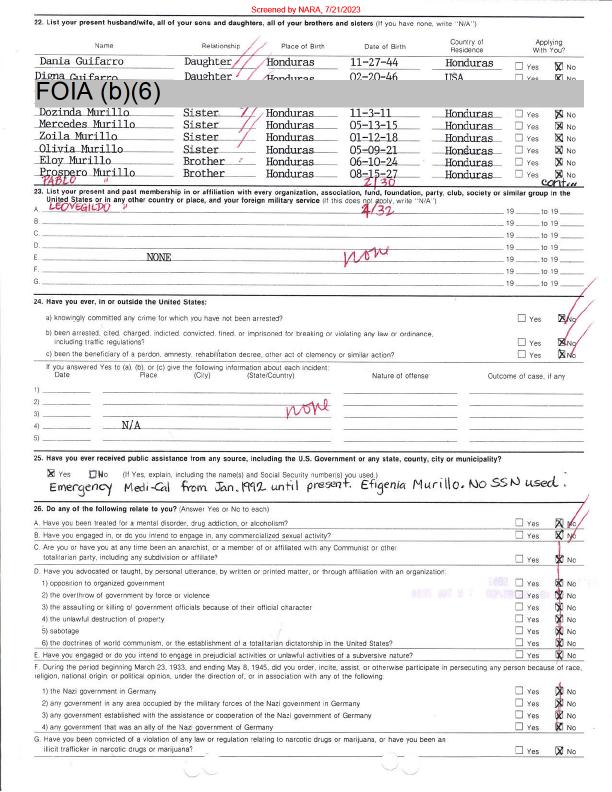 Screened by NARA, 7/21/2023
22. List your present husband/wife, all of your sons and daughters, all of your brothers and sisters (If you have none, write "N/A")
Name Relationship Place of Birth Date of Birth Country of Residence Applying With You?
Dania Guifarro Daughter Honduras 11-27-44 Honduras ☐ Yes ☒ No
Digna Guifarro Daughter Honduras 02-20-46 USA ☐ Yes ☒ No
FOIA (b)(6)
Dozinda Murillo Sister Honduras 11-3-11 Honduras ☐ Yes ☒ No
Mercedes Murillo Sister Honduras 05-13-15 Honduras ☐ Yes ☒ No
Zoila Murillo Sister Honduras 01-12-18 Honduras ☐ Yes ☒ No
Olivia Murillo Sister Honduras 05-09-21 Honduras ☐ Yes ☒ No
Eloy Murillo Brother Honduras 06-10-24 Honduras ☐ Yes ☒ No
Prospero Murillo Brother Honduras 08-15-27 Honduras ☐ Yes ☒ No
PABLO " 2/30 contin
23. List your present and past membership in or affiliation with every organization, association, fund, foundation, party, club, society or similar group in the
United States or in any other country or place, and your foreign military service (If this does not apply, write "N/A")
A. LEOVEGILDO " 4/32 19 to 19
B. 19 to 19
C. 19 to 19
D. 19 to 19
E. NONE none 19 to 19
F. 19 to 19
G. 19 to 19
24. Have you ever, in or outside the United States:
a) knowingly committed any crime for which you have not been arrested? ☐ Yes ☒ No
b) been arrested, cited, charged, indicted, convicted, fined, or imprisoned for breaking or violating any law or ordinance,
including traffic regulations? ☐ Yes ☒ No
c) been the beneficiary of a pardon, amnesty, rehabilitation decree, other act of clemency or similar action? ☐ Yes ☒ No
If you answered Yes to (a), (b), or (c) give the following information about each incident:
Date Place (City) (State/Country) Nature of offense Outcome of case, if any
1)
2)
3) none
4) N/A
5)
25. Have you ever received public assistance from any source, including the U.S. Government or any state, county, city or municipality?
☒ Yes ☐ No (If Yes, explain, including the name(s) and Social Security number(s) you used.)
Emergency Medi-Cal from Jan. 1992 until present. Efigenia Murillo. No SSN used.
26. Do any of the following relate to you? (Answer Yes or No to each)
A. Have you been treated for a mental disorder, drug addiction, or alcoholism? ☐ Yes ☒ No
B. Have you engaged in, or do you intend to engage in, any commercialized sexual activity? ☐ Yes ☒ No
C. Are you or have you at any time been an anarchist, or a member of or affiliated with any Communist or other
totalitarian party, including any subdivision or affiliate? ☐ Yes ☒ No
D. Have you advocated or taught, by personal utterance, by written or printed matter, or through affiliation with an organization:
1) opposition to organized government ☐ Yes ☒ No
2) the overthrow of government by force or violence ☐ Yes ☒ No
3) the assaulting or killing of government officials because of their official character ☐ Yes ☒ No
4) the unlawful destruction of property ☐ Yes ☒ No
5) sabotage ☐ Yes ☒ No
6) the doctrines of world communism, or the establishment of a totalitarian dictatorship in the United States? ☐ Yes ☒ No
E. Have you engaged or do you intend to engage in prejudicial activities or unlawful activities of a subversive nature? ☐ Yes ☒ No
F. During the period beginning March 23, 1933, and ending May 8, 1945, did you order, incite, assist, or otherwise participate in persecuting any person because of race,
religion, national origin, or political opinion, under the direction of, or in association with any of the following:
1) the Nazi government in Germany ☐ Yes ☒ No
2) any government in any area occupied by the military forces of the Nazi government in Germany ☐ Yes ☒ No
3) any government established with the assistance or cooperation of the Nazi government of Germany ☐ Yes ☒ No
4) any government that was an ally of the Nazi government of Germany ☐ Yes ☒ No
G. Have you been convicted of a violation of any law or regulation relating to narcotic drugs or marijuana, or have you been an
illicit trafficker in narcotic drugs or marijuana? ☐ Yes ☒ No